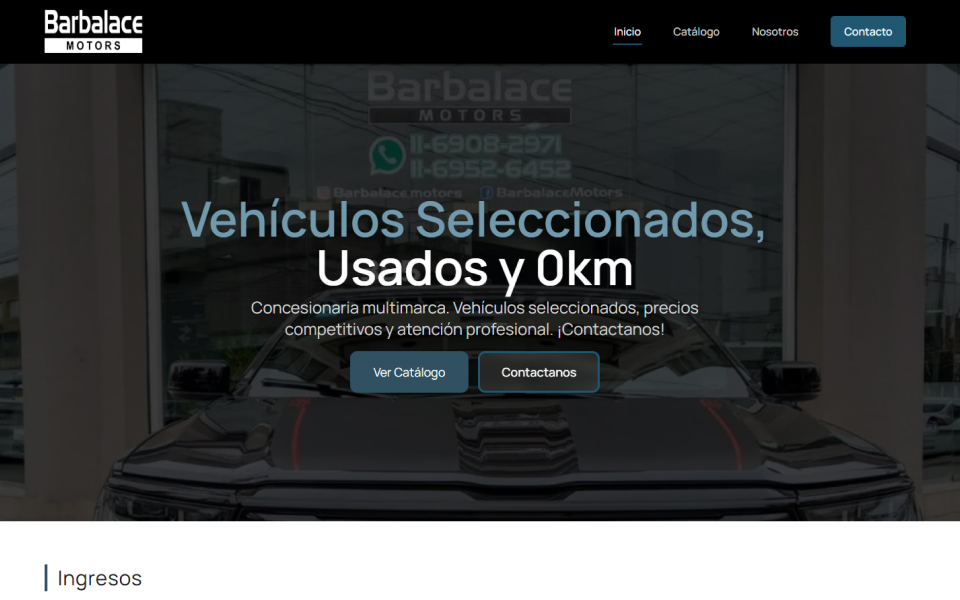 Barbalace
MOTORS
Inicio
Catálogo
Nosotros
Contacto
Barbalace
MOTORS
11-6908-2971
11-6952-6452
Barbalace.motors
BarbalaceMotors
Vehículos Seleccionados,
Usados y 0km
Concesionaria multimarca. Vehículos seleccionados, precios
competitivos y atención profesional. ¡Contactanos!
Ver Catálogo
Contactanos
Ingresos